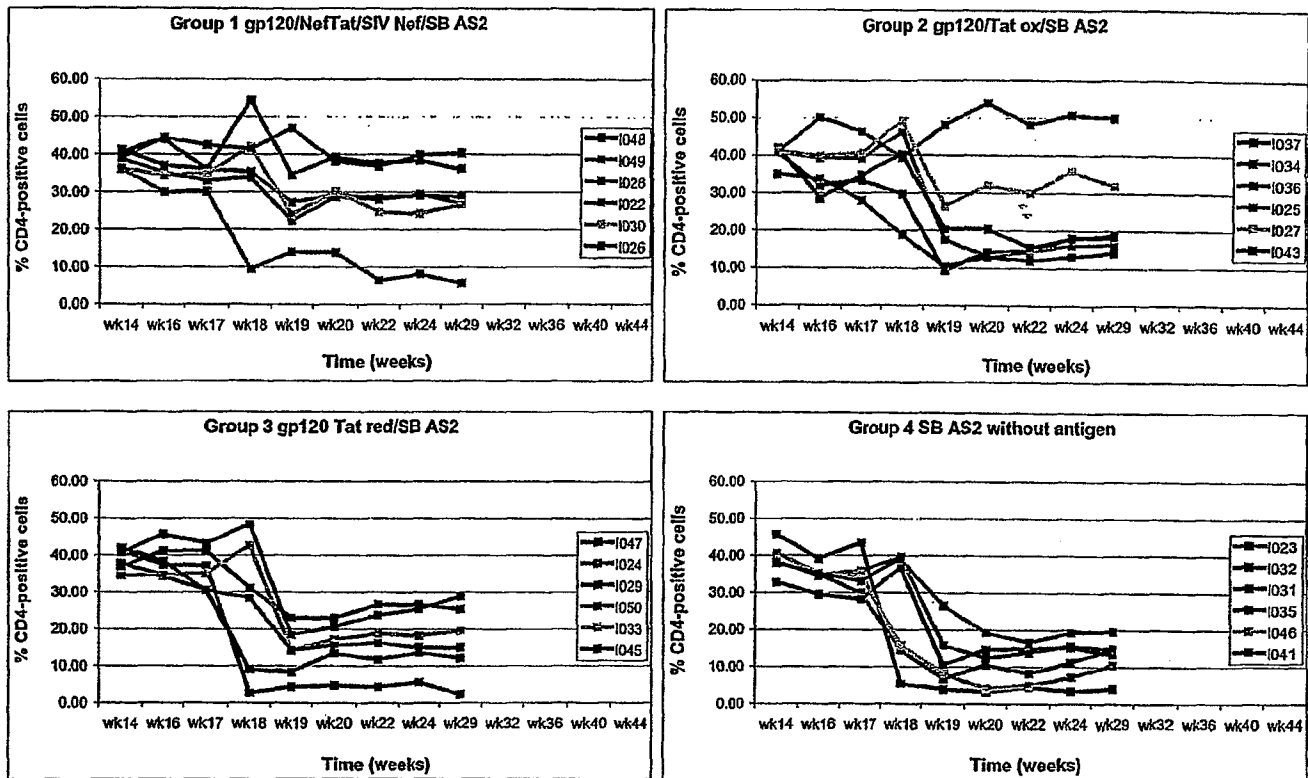 Group 1 gp120/NefTat/SIV Nef/SB AS2
% CD4-positive cells
60.00
50.00
40.00
30.00
20.00
10.00
0.00
wk14 wk16 wk17 wk18 wk19 wk20 wk22 wk24 wk29 wk32 wk36 wk40 wk44
Time (weeks)
I048
I049
I028
I022
I030
I026
Group 2 gp120/Tat ox/SB AS2
% CD4-positive cells
60.00
50.00
40.00
30.00
20.00
10.00
0.00
wk14 wk16 wk17 wk18 wk19 wk20 wk22 wk24 wk29 wk32 wk36 wk40 wk44
Time (weeks)
I037
I034
I036
I025
I027
I043
Group 3 gp120 Tat red/SB AS2
% CD4-positive cells
60.00
50.00
40.00
30.00
20.00
10.00
0.00
wk14 wk16 wk17 wk18 wk19 wk20 wk22 wk24 wk29 wk32 wk36 wk40 wk44
Time (weeks)
I047
I024
I029
I050
I033
I045
Group 4 SB AS2 without antigen
% CD4-positive cells
60.00
50.00
40.00
30.00
20.00
10.00
0.00
wk14 wk16 wk17 wk18 wk19 wk20 wk22 wk24 wk29 wk32 wk36 wk40 wk44
Time (weeks)
I023
I032
I031
I035
I046
I041